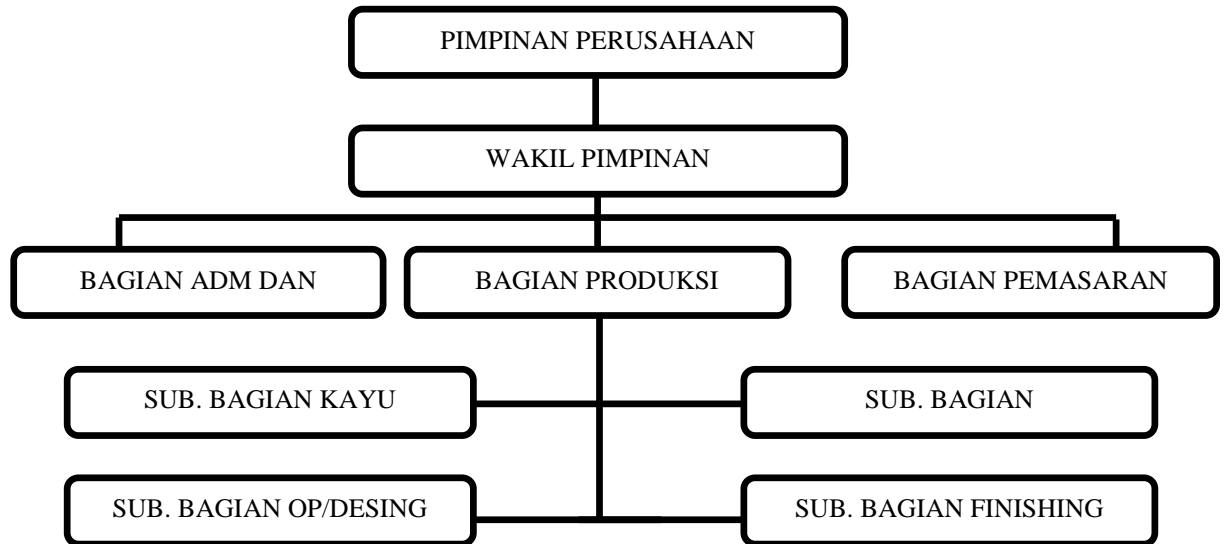 PIMPINAN PERUSAHAAN
WAKIL PIMPINAN
BAGIAN ADM DAN
BAGIAN PRODUKSI
BAGIAN PEMASARAN
SUB. BAGIAN KAYU
SUB. BAGIAN
SUB. BAGIAN OP/DESING
SUB. BAGIAN FINISHING